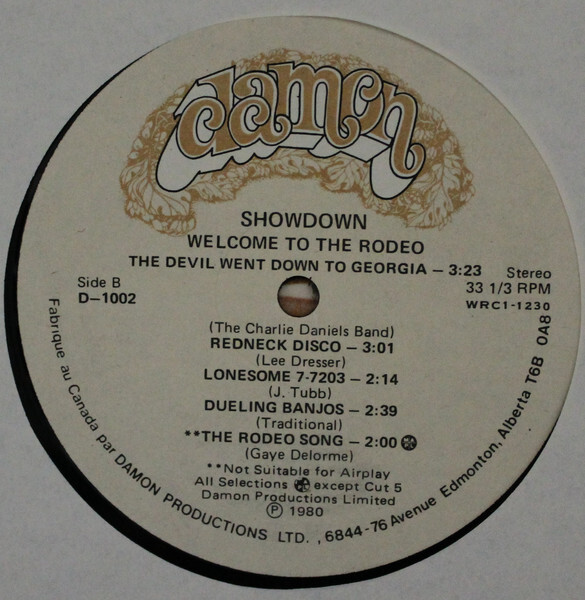 damon
SHOWDOWN
WELCOME TO THE RODEO
THE DEVIL WENT DOWN TO GEORGIA – 3:23
Side B
D–1002
Stereo
33 1/3 RPM
WRC1-1230
(The Charlie Daniels Band)
REDNECK DISCO – 3:01
(Lee Dresser)
LONESOME 7-7203 – 2:14
(J. Tubb)
DUELING BANJOS – 2:39
(Traditional)
**THE RODEO SONG – 2:00
(Gaye Delorme)
**Not Suitable for Airplay
All Selections except Cut 5
Damon Productions Limited
Ⓟ 1980
Fabrique au Canada par DAMON PRODUCTIONS LTD. , 6844-76 Avenue Edmonton, Alberta T6B 0A8